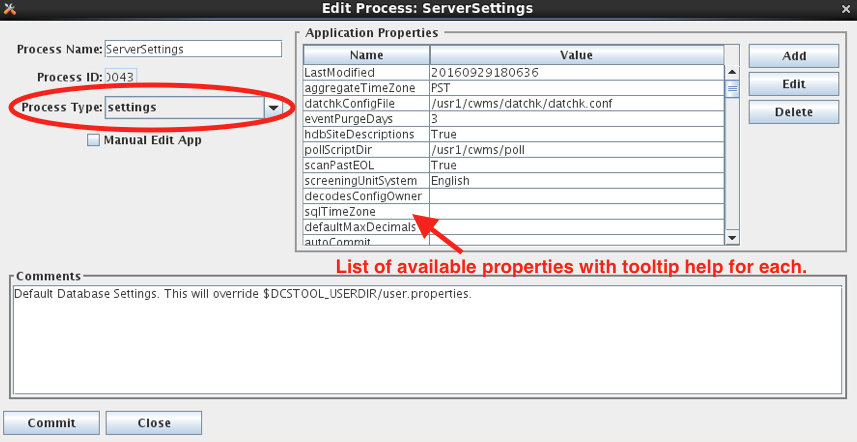 Edit Process: ServerSettings
Process Name: ServerSettings
Process ID: 0043
Process Type: settings
Manual Edit App
Application Properties
Name Value
LastModified 20160929180636
aggregateTimeZone PST
datchkConfigFile /usr1/cwms/datchk/datchk.conf
eventPurgeDays 3
hdbSiteDescriptions True
pollScriptDir /usr1/cwms/poll
scanPastEOL True
screeningUnitSystem English
decodesConfigOwner
sqlTimeZone
defaultMaxDecimals
autoCommit
Add
Edit
Delete
List of available properties with tooltip help for each.
Comments
Default Database Settings. This will override $DCSTOOL_USERDIR/user.properties.
Commit Close